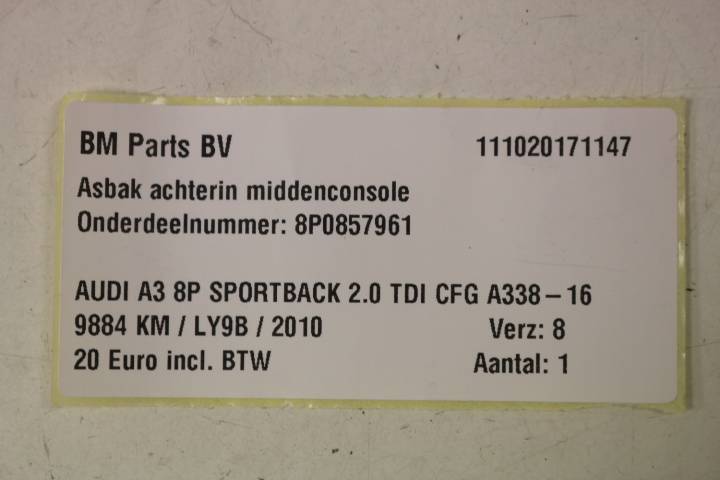 BM Parts BV 111020171147
Asbak achterin middenconsole
Onderdeelnummer: 8P0857961
AUDI A3 8P SPORTBACK 2.0 TDI CFG A338 – 16
9884 KM / LY9B / 2010 Verz: 8
20 Euro incl. BTW Aantal: 1